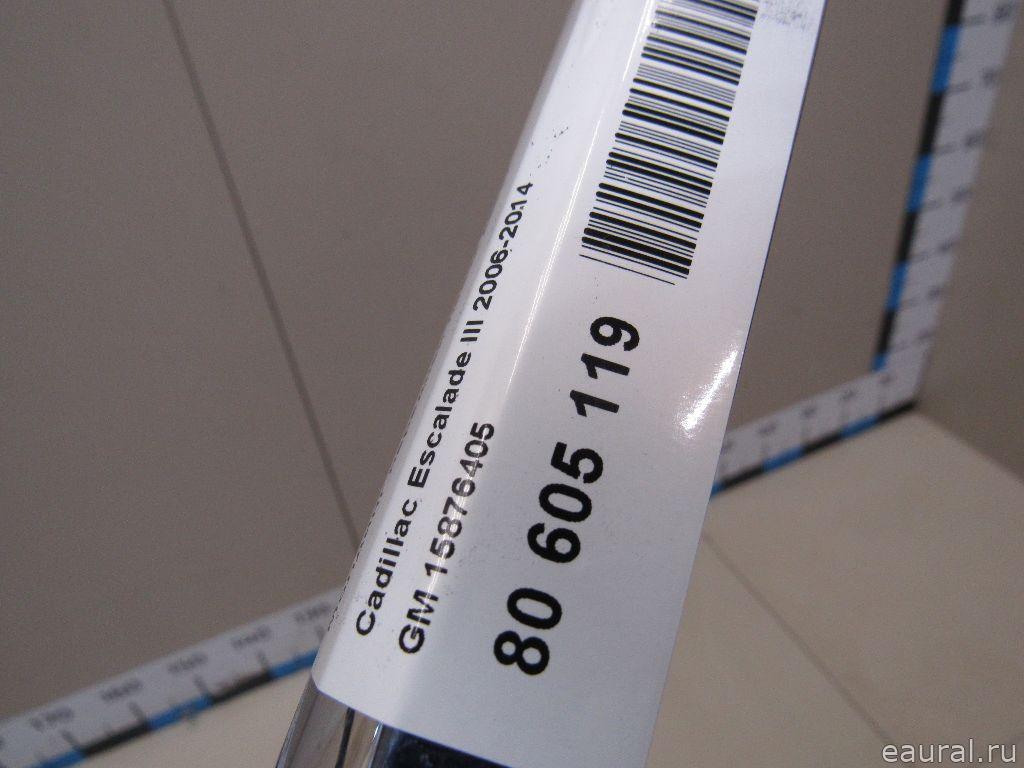 Cadillac Escalade III 2006-2014
GM 15876405
80 605 119
eaural.ru